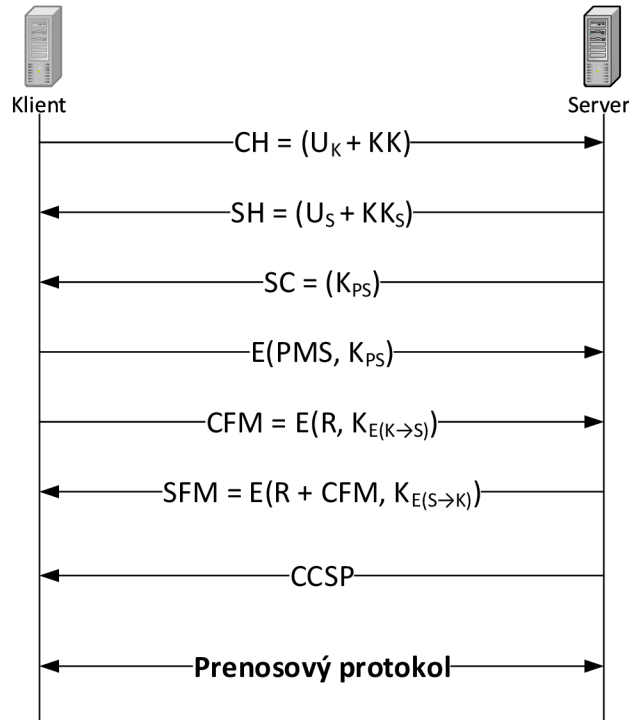 Klient
Server
CH = (U_K + KK)
SH = (U_S + KK_S)
SC = (K_PS)
E(PMS, K_PS)
CFM = E(R, K_E(K→S))
SFM = E(R + CFM, K_E(S→K))
CCSP
Prenosový protokol